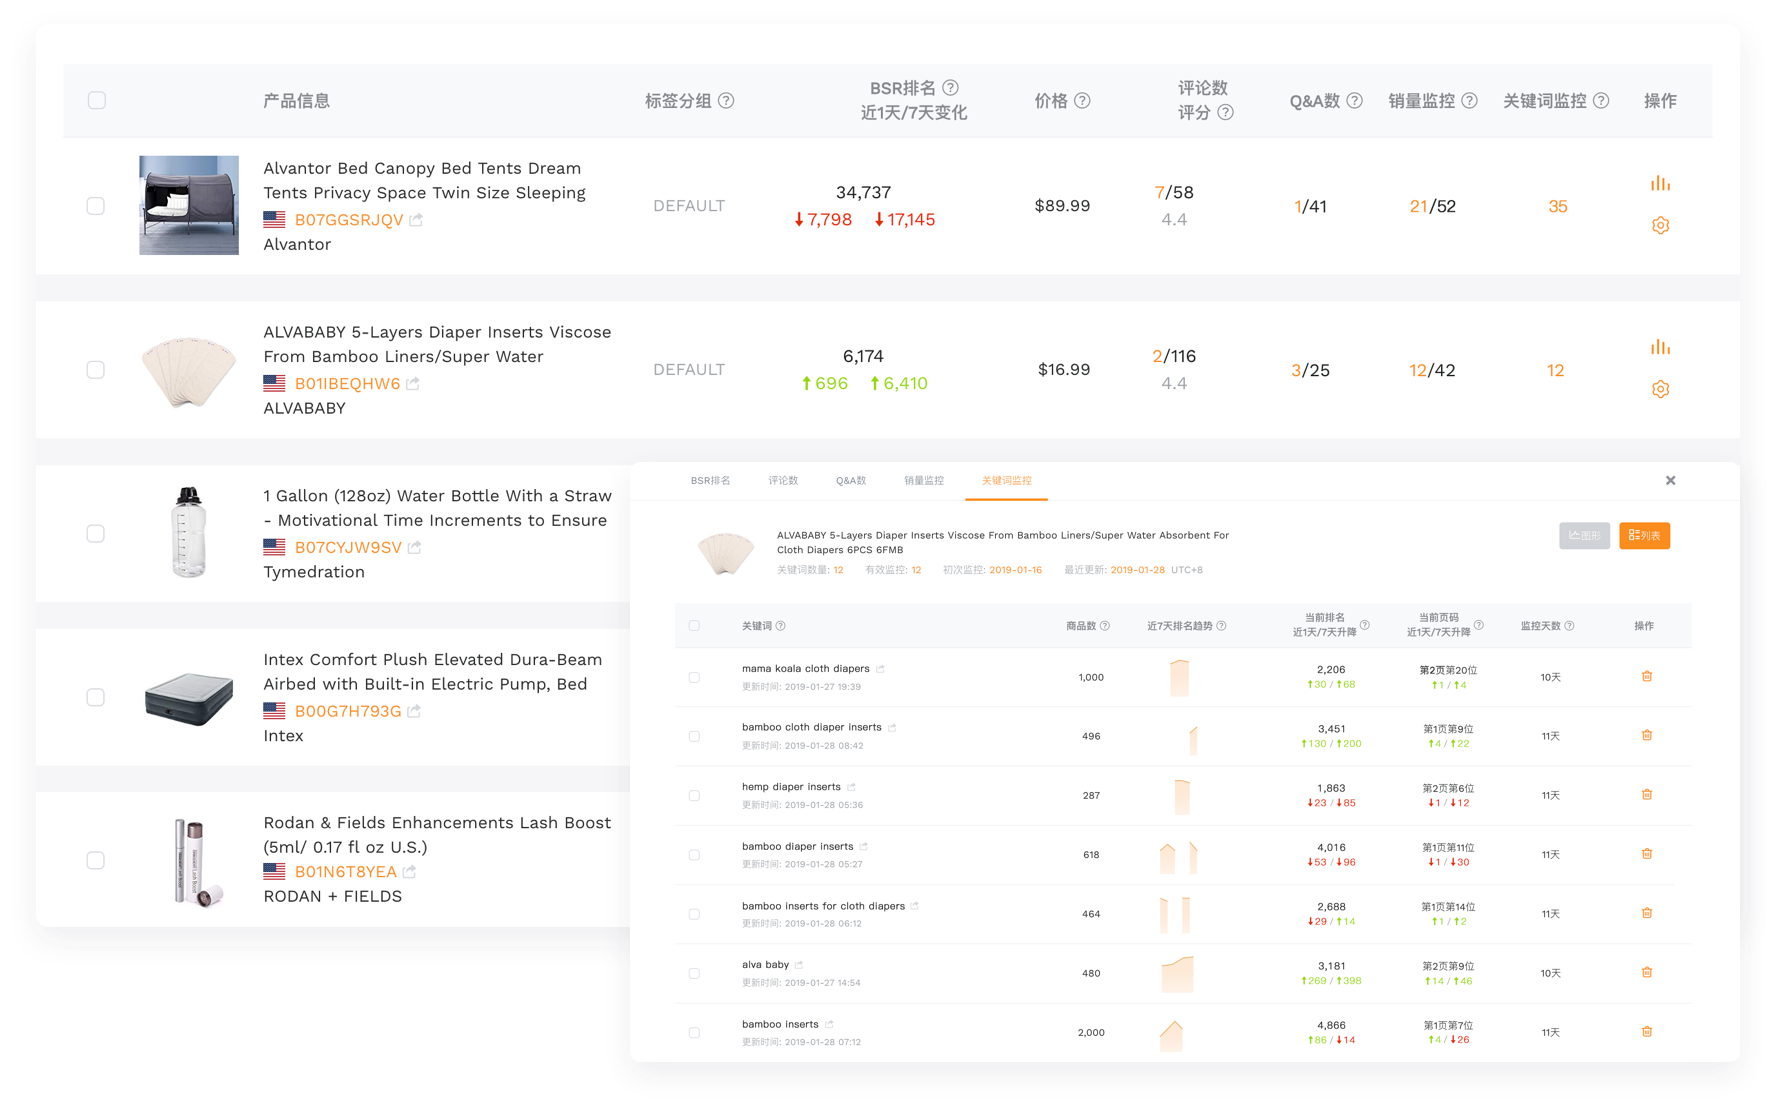 产品信息
标签分组
BSR排名
近1天/7天变化
价格
评论数
评分
Q&A数
销量监控
关键词监控
操作
Alvantor Bed Canopy Bed Tents Dream
Tents Privacy Space Twin Size Sleeping
B07GGSRJQV
Alvantor
DEFAULT
34,737
↓7,798 ↓17,145
$89.99
7/58
4.4
1/41
21/52
35
ALVABABY 5-Layers Diaper Inserts Viscose
From Bamboo Liners/Super Water
B01IBEQHW6
ALVABABY
DEFAULT
6,174
↑696 ↑6,410
$16.99
2/116
4.4
3/25
12/42
12
1 Gallon (128oz) Water Bottle With a Straw
- Motivational Time Increments to Ensure
B07CYJW9SV
Tymedration
Intex Comfort Plush Elevated Dura-Beam
Airbed with Built-in Electric Pump, Bed
B00G7H793G
Intex
Rodan & Fields Enhancements Lash Boost
(5ml/ 0.17 fl oz U.S.)
B01N6T8YEA
RODAN + FIELDS
BSR排名 评论数 Q&A数 销量监控 关键词监控
ALVABABY 5-Layers Diaper Inserts Viscose From Bamboo Liners/Super Water Absorbent For
Cloth Diapers 6PCS 6FMB
关键词数量: 12 有效监控: 12 初次监控: 2019-01-16 最近更新: 2019-01-28 UTC+8
图形
列表
关键词
商品数
近7天排名趋势
当前排名
近1天/7天升降
当前页码
近1天/7天升降
监控天数
操作
mama koala cloth diapers
更新时间: 2019-01-27 19:39
1,000
2,206
↑30 / ↑68
第2页第20位
↑1 / ↑4
10天
bamboo cloth diaper inserts
更新时间: 2019-01-28 08:42
496
3,451
↑130 / ↑200
第1页第9位
↑4 / ↑22
11天
hemp diaper inserts
更新时间: 2019-01-28 05:36
287
1,863
↓23 / ↓85
第2页第6位
↓1 / ↓12
11天
bamboo diaper inserts
更新时间: 2019-01-28 05:27
618
4,016
↓53 / ↓96
第1页第11位
↓1 / ↓30
11天
bamboo inserts for cloth diapers
更新时间: 2019-01-28 06:12
464
2,688
↓29 / ↑14
第1页第14位
↑1 / ↑2
11天
alva baby
更新时间: 2019-01-27 14:54
480
3,181
↑269 / ↑398
第2页第9位
↑14 / ↑46
10天
bamboo inserts
更新时间: 2019-01-28 07:12
2,000
4,866
↑86 / ↓14
第1页第7位
↑4 / ↓26
11天